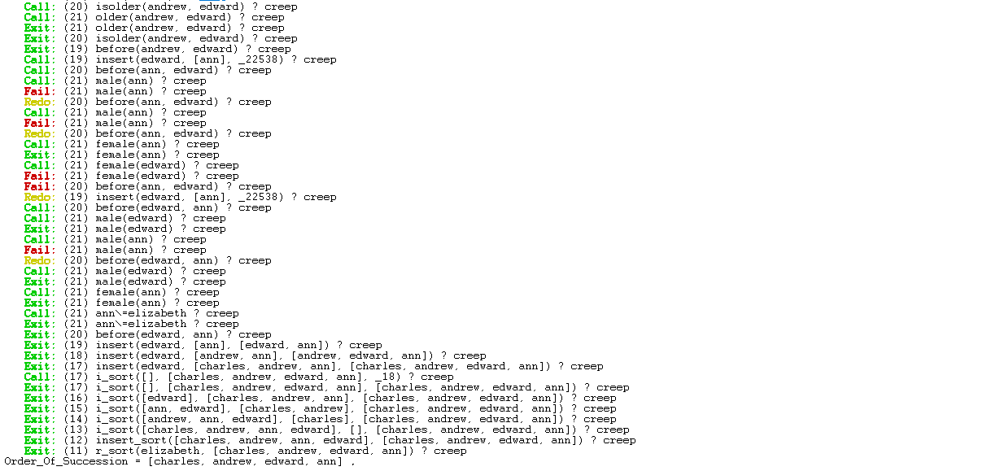 Call: (20) isolder(andrew, edward) ? creep
Call: (21) older(andrew, edward) ? creep
Exit: (21) older(andrew, edward) ? creep
Exit: (20) isolder(andrew, edward) ? creep
Exit: (19) before(andrew, edward) ? creep
Call: (19) insert(edward, [ann], _22538) ? creep
Call: (20) before(ann, edward) ? creep
Call: (21) male(ann) ? creep
Fail: (21) male(ann) ? creep
Redo: (20) before(ann, edward) ? creep
Call: (21) male(ann) ? creep
Fail: (21) male(ann) ? creep
Redo: (20) before(ann, edward) ? creep
Call: (21) female(ann) ? creep
Exit: (21) female(ann) ? creep
Call: (21) female(edward) ? creep
Fail: (21) female(edward) ? creep
Fail: (20) before(ann, edward) ? creep
Redo: (19) insert(edward, [ann], _22538) ? creep
Call: (20) before(edward, ann) ? creep
Call: (21) male(edward) ? creep
Exit: (21) male(edward) ? creep
Call: (21) male(ann) ? creep
Fail: (21) male(ann) ? creep
Redo: (20) before(edward, ann) ? creep
Call: (21) male(edward) ? creep
Exit: (21) male(edward) ? creep
Call: (21) female(ann) ? creep
Exit: (21) female(ann) ? creep
Call: (21) ann\=elizabeth ? creep
Exit: (21) ann\=elizabeth ? creep
Exit: (20) before(edward, ann) ? creep
Exit: (19) insert(edward, [ann], [edward, ann]) ? creep
Exit: (18) insert(edward, [andrew, ann], [andrew, edward, ann]) ? creep
Exit: (17) insert(edward, [charles, andrew, ann], [charles, andrew, edward, ann]) ? creep
Call: (17) i_sort([], [charles, andrew, edward, ann], _18) ? creep
Exit: (17) i_sort([], [charles, andrew, edward, ann], [charles, andrew, edward, ann]) ? creep
Exit: (16) i_sort([edward], [charles, andrew, ann], [charles, andrew, edward, ann]) ? creep
Exit: (15) i_sort([ann, edward], [charles, andrew], [charles, andrew, edward, ann]) ? creep
Exit: (14) i_sort([andrew, ann, edward], [charles], [charles, andrew, edward, ann]) ? creep
Exit: (13) i_sort([charles, andrew, ann, edward], [], [charles, andrew, edward, ann]) ? creep
Exit: (12) insert_sort([charles, andrew, ann, edward], [charles, andrew, edward, ann]) ? creep
Exit: (11) r_sort(elizabeth, [charles, andrew, edward, ann]) ? creep
Order_Of_Succession = [charles, andrew, edward, ann] .